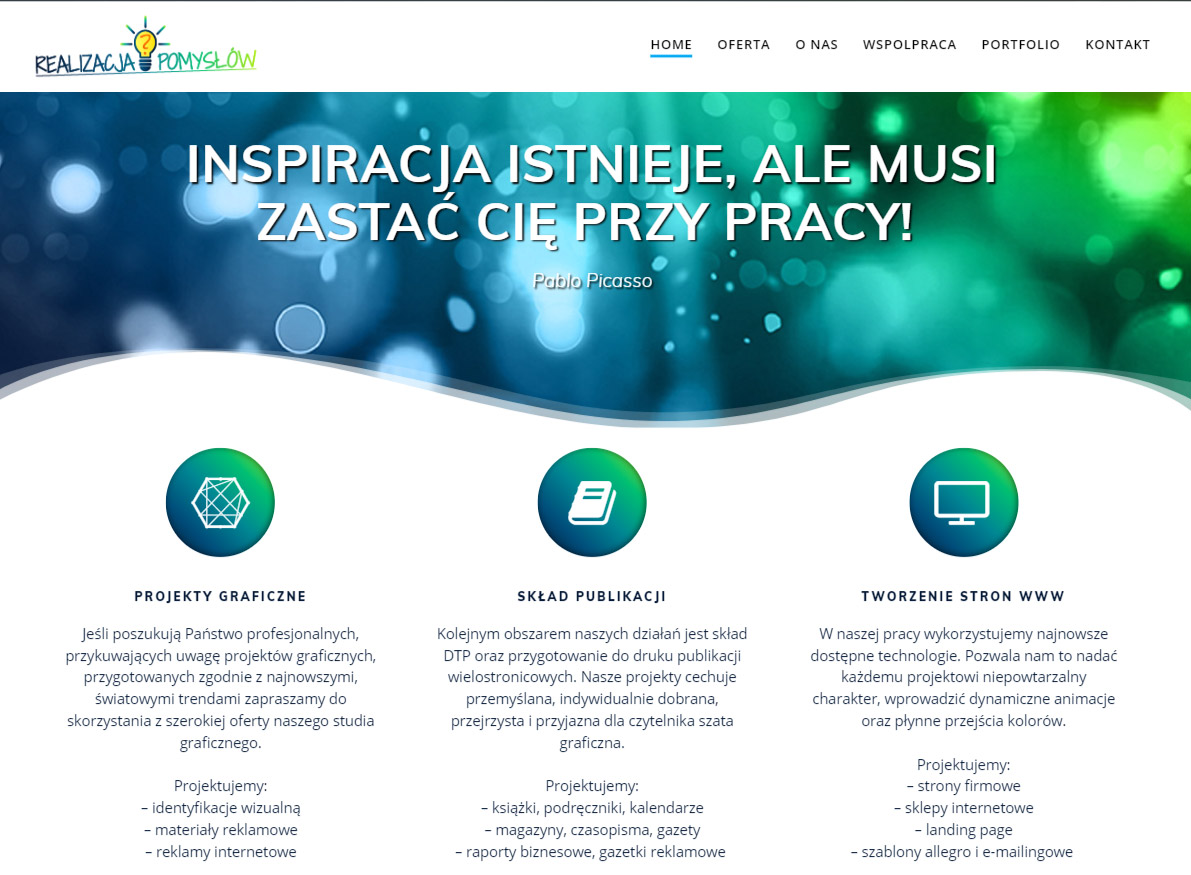 REALIZACJA POMYSŁÓW
HOME OFERTA O NAS WSPOLPRACA PORTFOLIO KONTAKT
INSPIRACJA ISTNIEJE, ALE MUSI
ZASTAĆ CIĘ PRZY PRACY!
Pablo Picasso
PROJEKTY GRAFICZNE
Jeśli poszukują Państwo profesjonalnych,
przykuwających uwagę projektów graficznych,
przygotowanych zgodnie z najnowszymi,
światowymi trendami zapraszamy do
skorzystania z szerokiej oferty naszego studia
graficznego.
Projektujemy:
– identyfikacje wizualną
– materiały reklamowe
– reklamy internetowe
SKŁAD PUBLIKACJI
Kolejnym obszarem naszych działań jest skład
DTP oraz przygotowanie do druku publikacji
wielostronicowych. Nasze projekty cechuje
przemyślana, indywidualnie dobrana,
przejrzysta i przyjazna dla czytelnika szata
graficzna.
Projektujemy:
– książki, podręczniki, kalendarze
– magazyny, czasopisma, gazety
– raporty biznesowe, gazetki reklamowe
TWORZENIE STRON WWW
W naszej pracy wykorzystujemy najnowsze
dostępne technologie. Pozwala nam to nadać
każdemu projektowi niepowtarzalny
charakter, wprowadzić dynamiczne animacje
oraz płynne przejścia kolorów.
Projektujemy:
– strony firmowe
– sklepy internetowe
– landing page
– szablony allegro i e-mailingowe